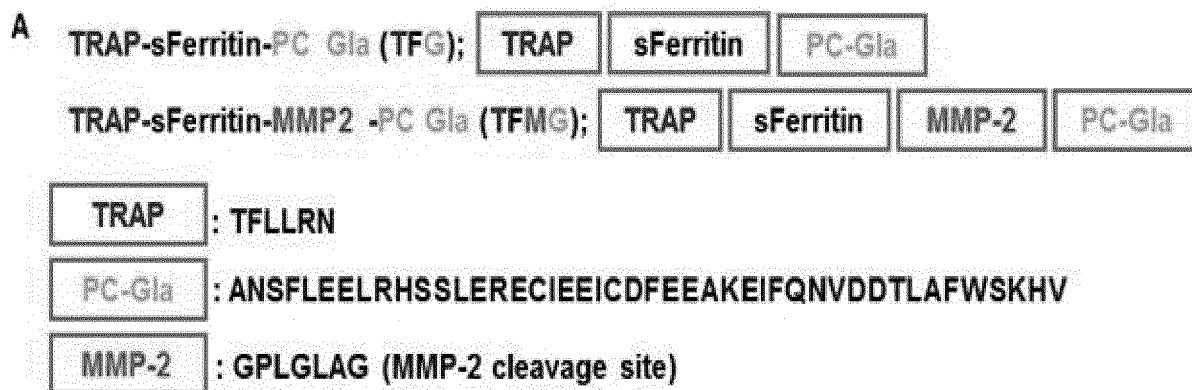 A
TRAP-sFerritin-PC Gla (TFG); TRAP sFerritin PC-Gla
TRAP-sFerritin-MMP2 -PC Gla (TFMG); TRAP sFerritin MMP-2 PC-Gla
TRAP : TFLLRN
PC-Gla : ANSFLEELRHSSLERECIEEICDFEEAKEIFQNVDDTLAFWSKHV
MMP-2 : GPLGLAG (MMP-2 cleavage site)